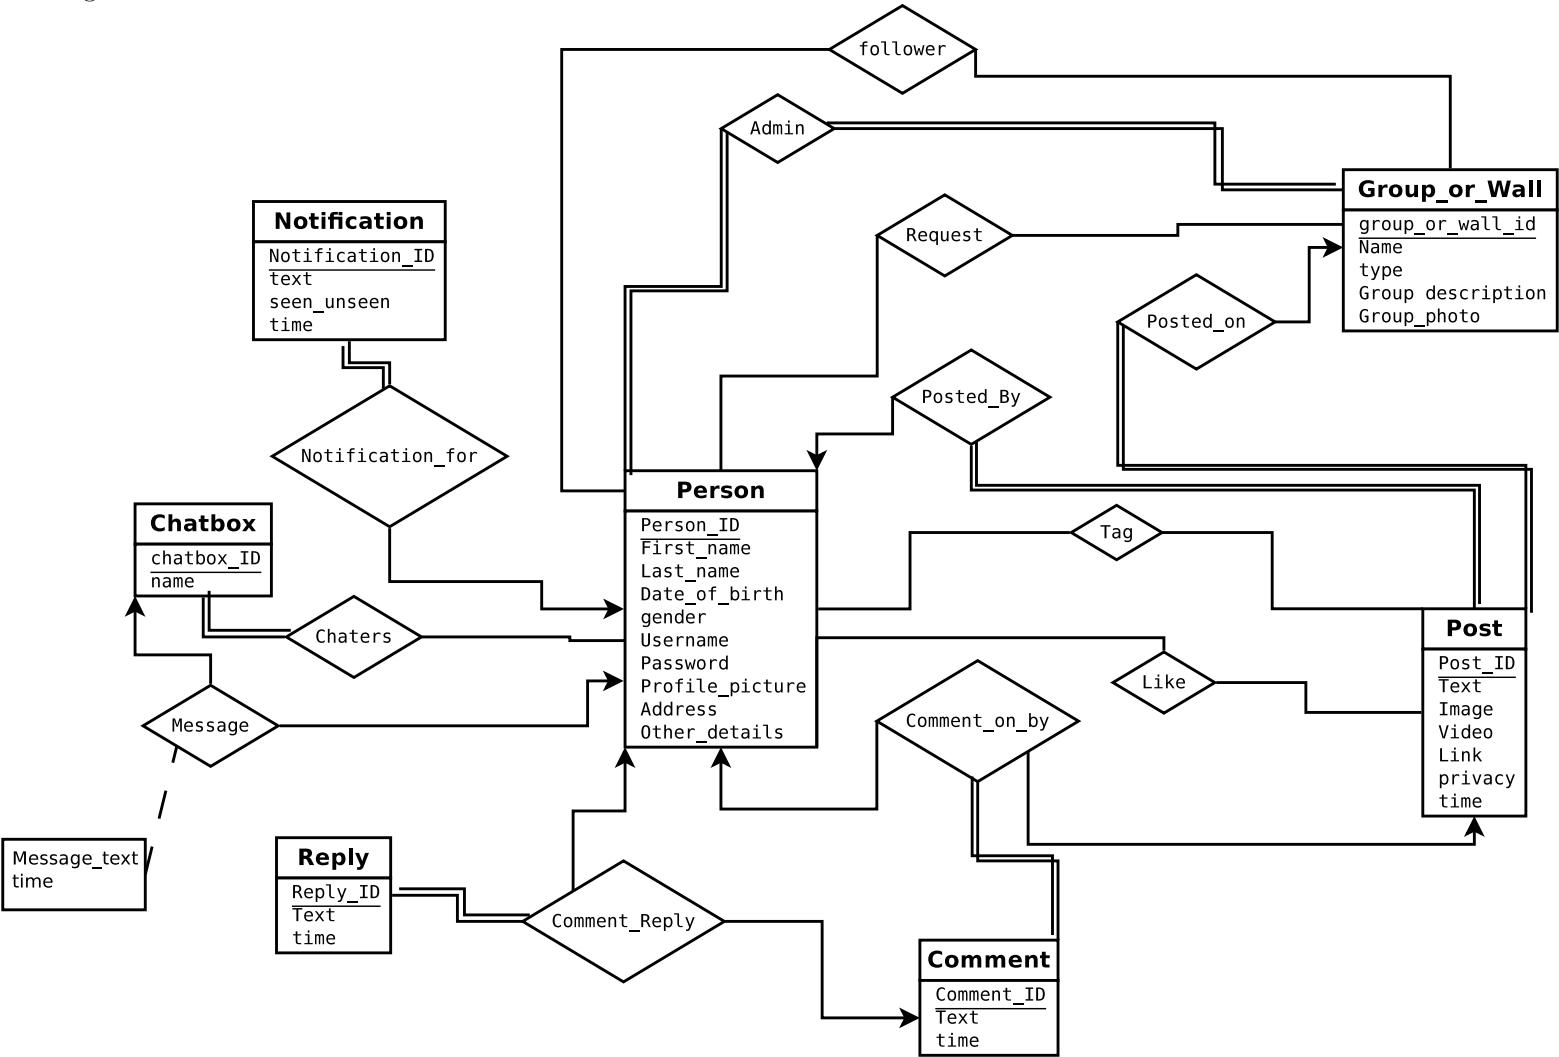 follower
Admin
Group_or_Wall
group_or_wall_id
Name
type
Group description
Group_photo
Request
Notification
Notification_ID
text
seen_unseen
time
Posted_on
Posted_By
Notification_for
Person
Person_ID
First_name
Last_name
Date_of_birth
gender
Username
Password
Profile_picture
Address
Other_details
Chatbox
chatbox_ID
name
Tag
Chaters
Post
Post_ID
Text
Image
Video
Link
privacy
time
Like
Message
Comment_on_by
Message_text
time
Reply
Reply_ID
Text
time
Comment_Reply
Comment
Comment_ID
Text
time